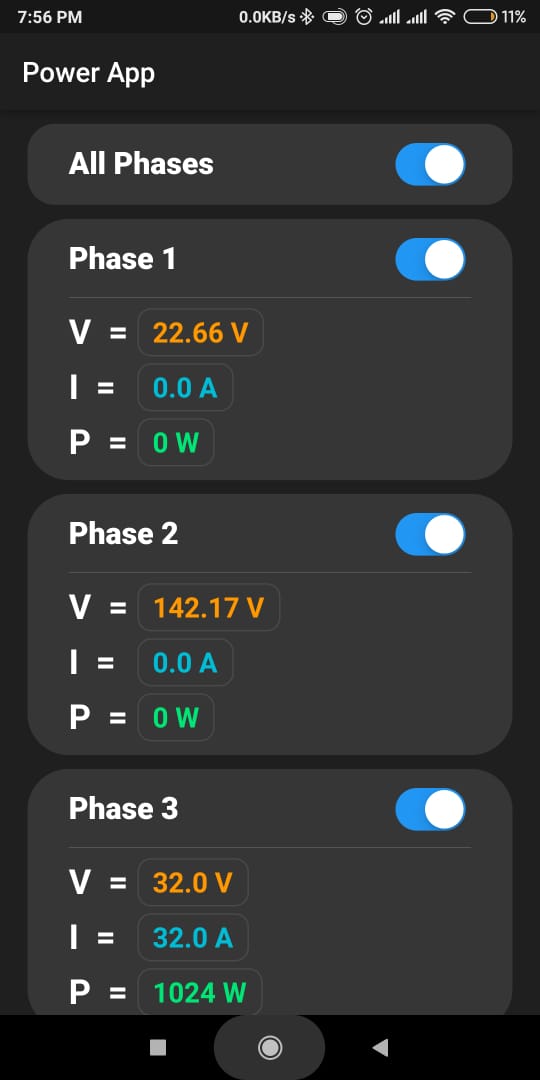 7:56 PM 0.0KB/s 11%
Power App
All Phases
Phase 1
V = 22.66 V
I = 0.0 A
P = 0 W
Phase 2
V = 142.17 V
I = 0.0 A
P = 0 W
Phase 3
V = 32.0 V
I = 32.0 A
P = 1024 W